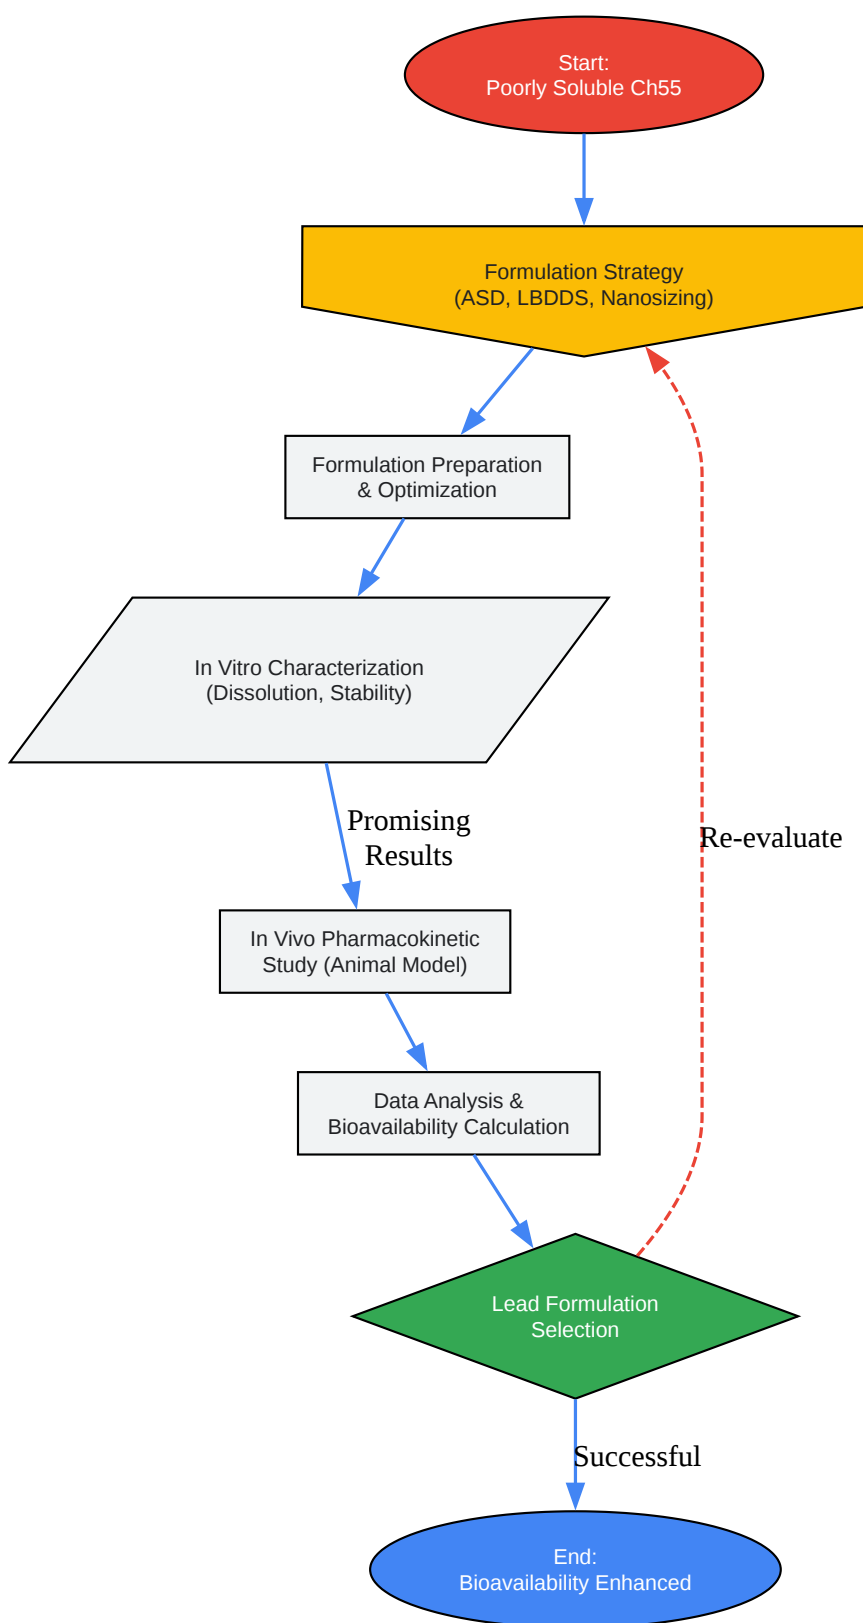 Start:
Poorly Soluble Ch55
Formulation Strategy
(ASD, LBDDS, Nanosizing)
Formulation Preparation
& Optimization
In Vitro Characterization
(Dissolution, Stability)
Promising
Results
Re-evaluate
In Vivo Pharmacokinetic
Study (Animal Model)
Data Analysis &
Bioavailability Calculation
Lead Formulation
Selection
Successful
End:
Bioavailability Enhanced